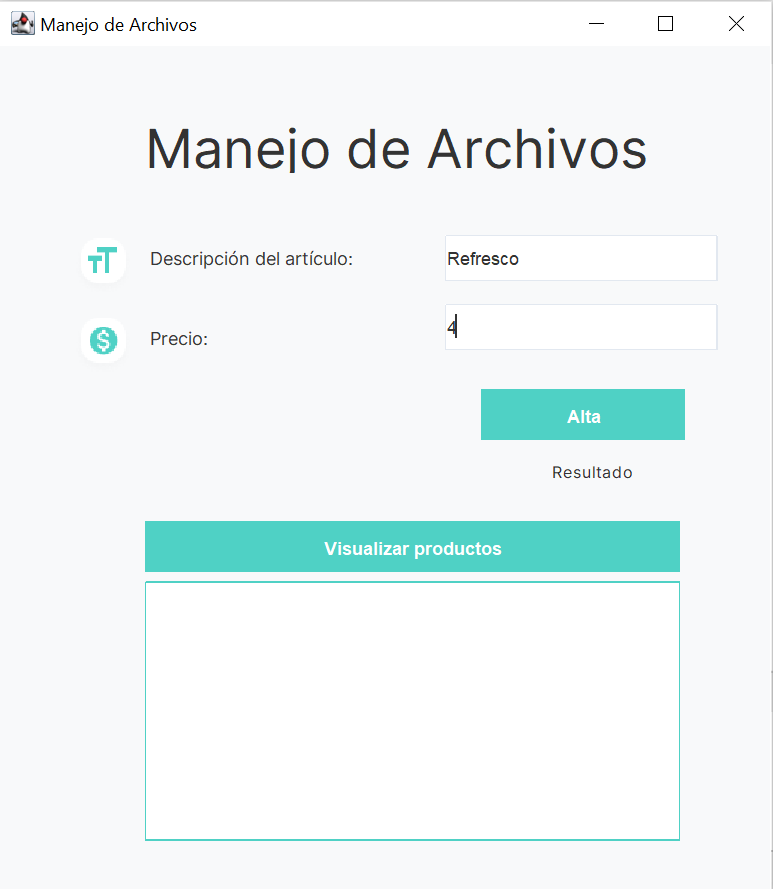 Manejo de Archivos
Manejo de Archivos
Descripción del artículo: Refresco
Precio: 4
Alta
Resultado
Visualizar productos